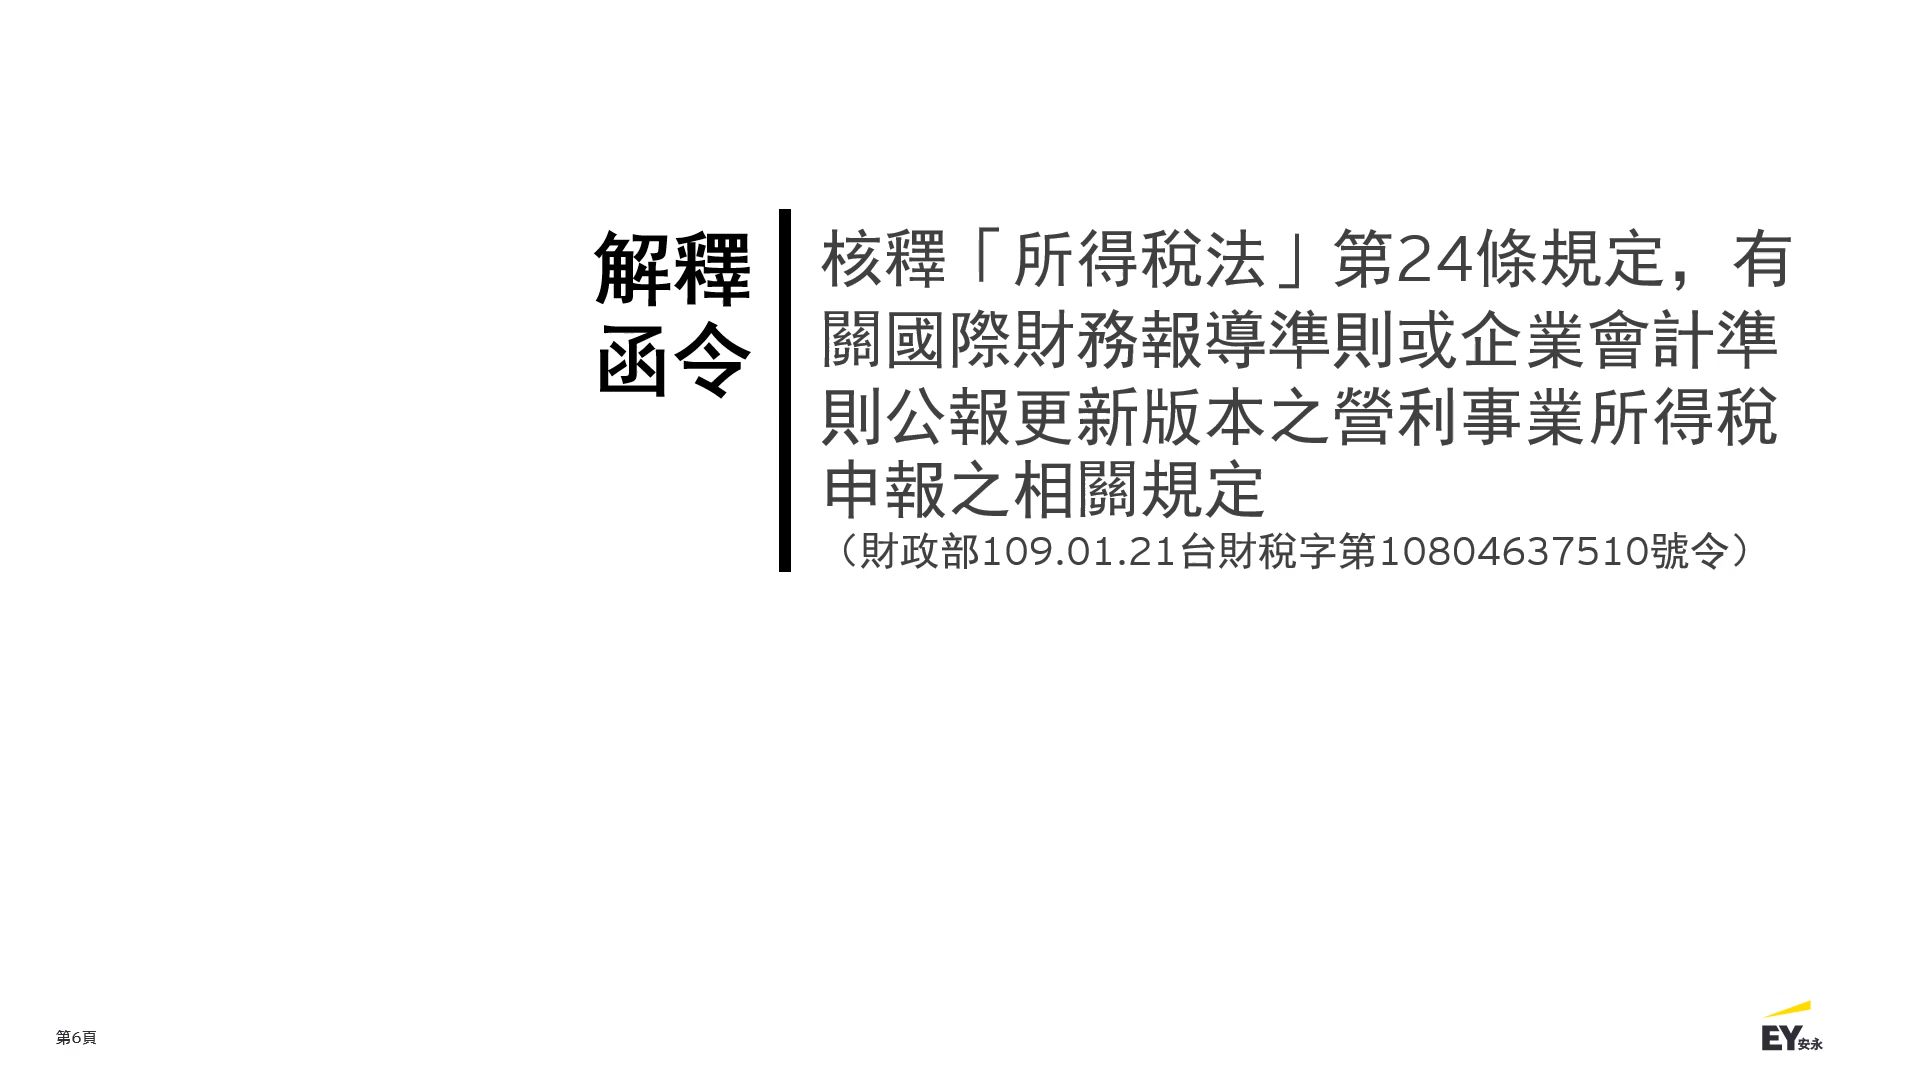 解釋
函令
核釋「所得稅法」第24條規定，有
關國際財務報導準則或企業會計準
則公報更新版本之營利事業所得稅
申報之相關規定
（財政部109.01.21台財稅字第10804637510號令）
第6頁
EY安永